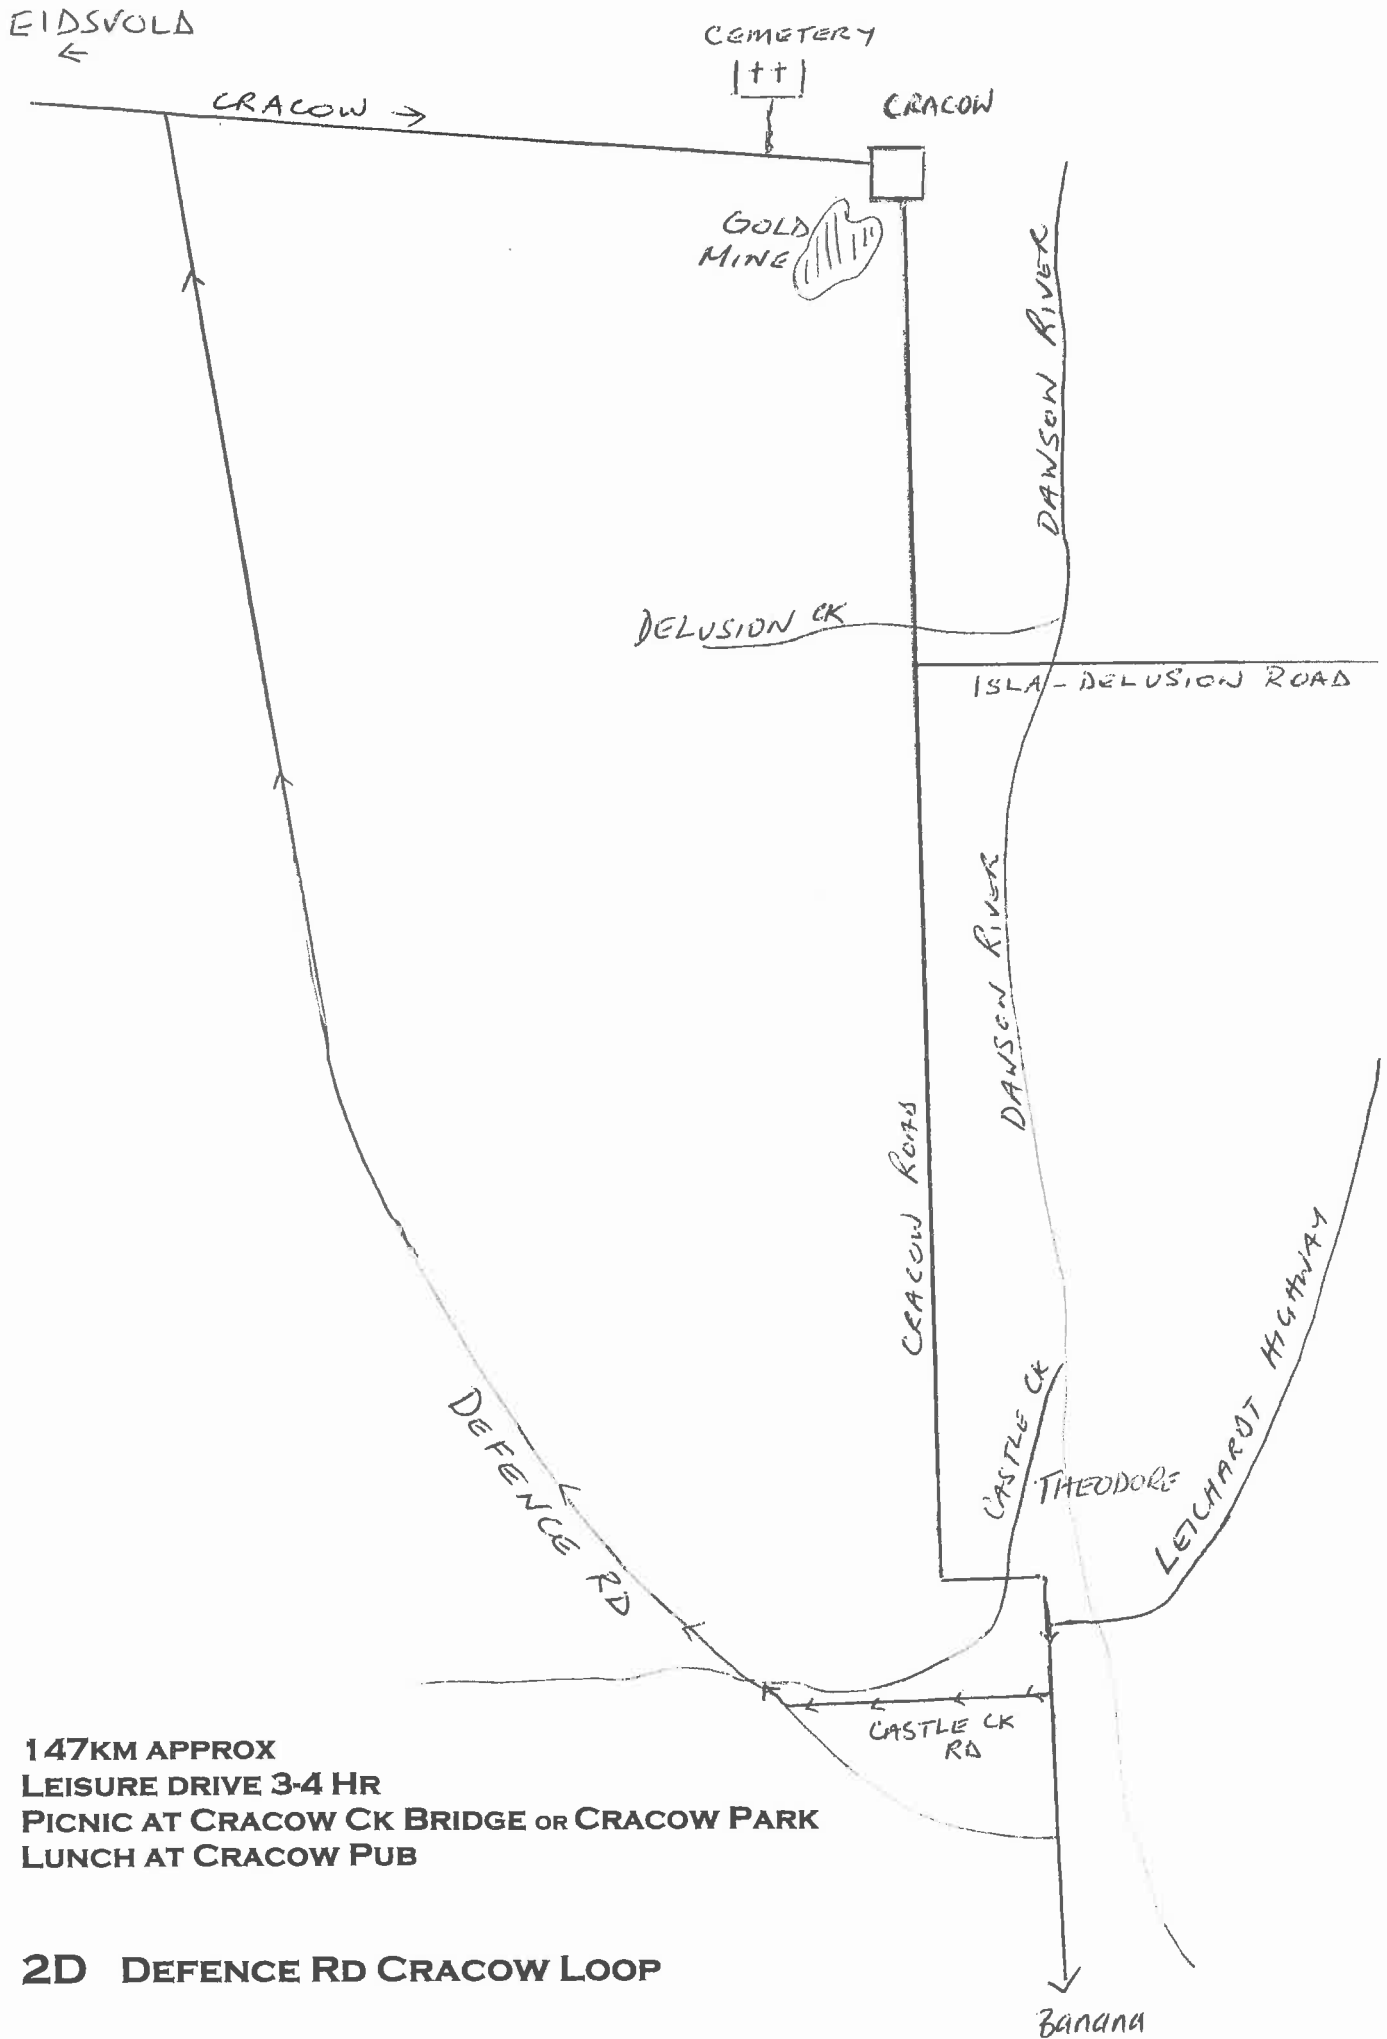 EIDSVOLD
←
CEMETERY
CRACOW →
CRACOW
GOLD
MINE
DAWSON RIVER
DELUSION CK
ISLA-DELUSION ROAD
DAWSON RIVER
CRACOW ROAD
LEICHARDT HIGHWAY
CASTLE CK
THEODORE
DEFENCE RD
CASTLE CK
RD
147KM APPROX
LEISURE DRIVE 3-4 HR
PICNIC AT CRACOW CK BRIDGE OR CRACOW PARK
LUNCH AT CRACOW PUB
2D DEFENCE RD CRACOW LOOP
Banana